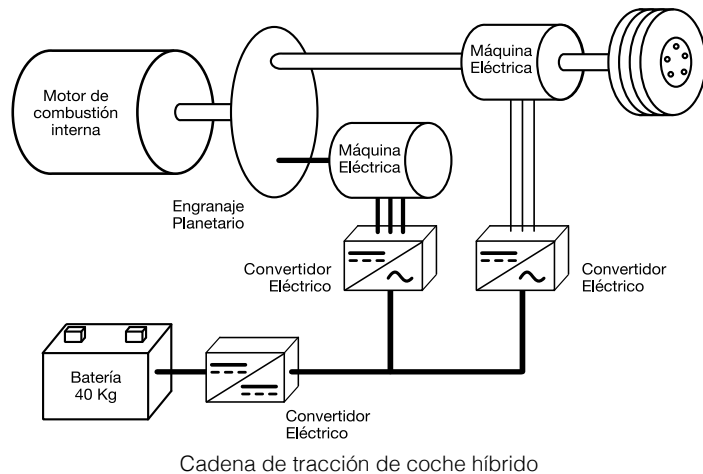 Motor de
combustión
interna
Máquina
Eléctrica
Máquina
Eléctrica
Engranaje
Planetario
Convertidor
Eléctrico
Convertidor
Eléctrico
Batería
40 Kg
Convertidor
Eléctrico
Cadena de tracción de coche híbrido